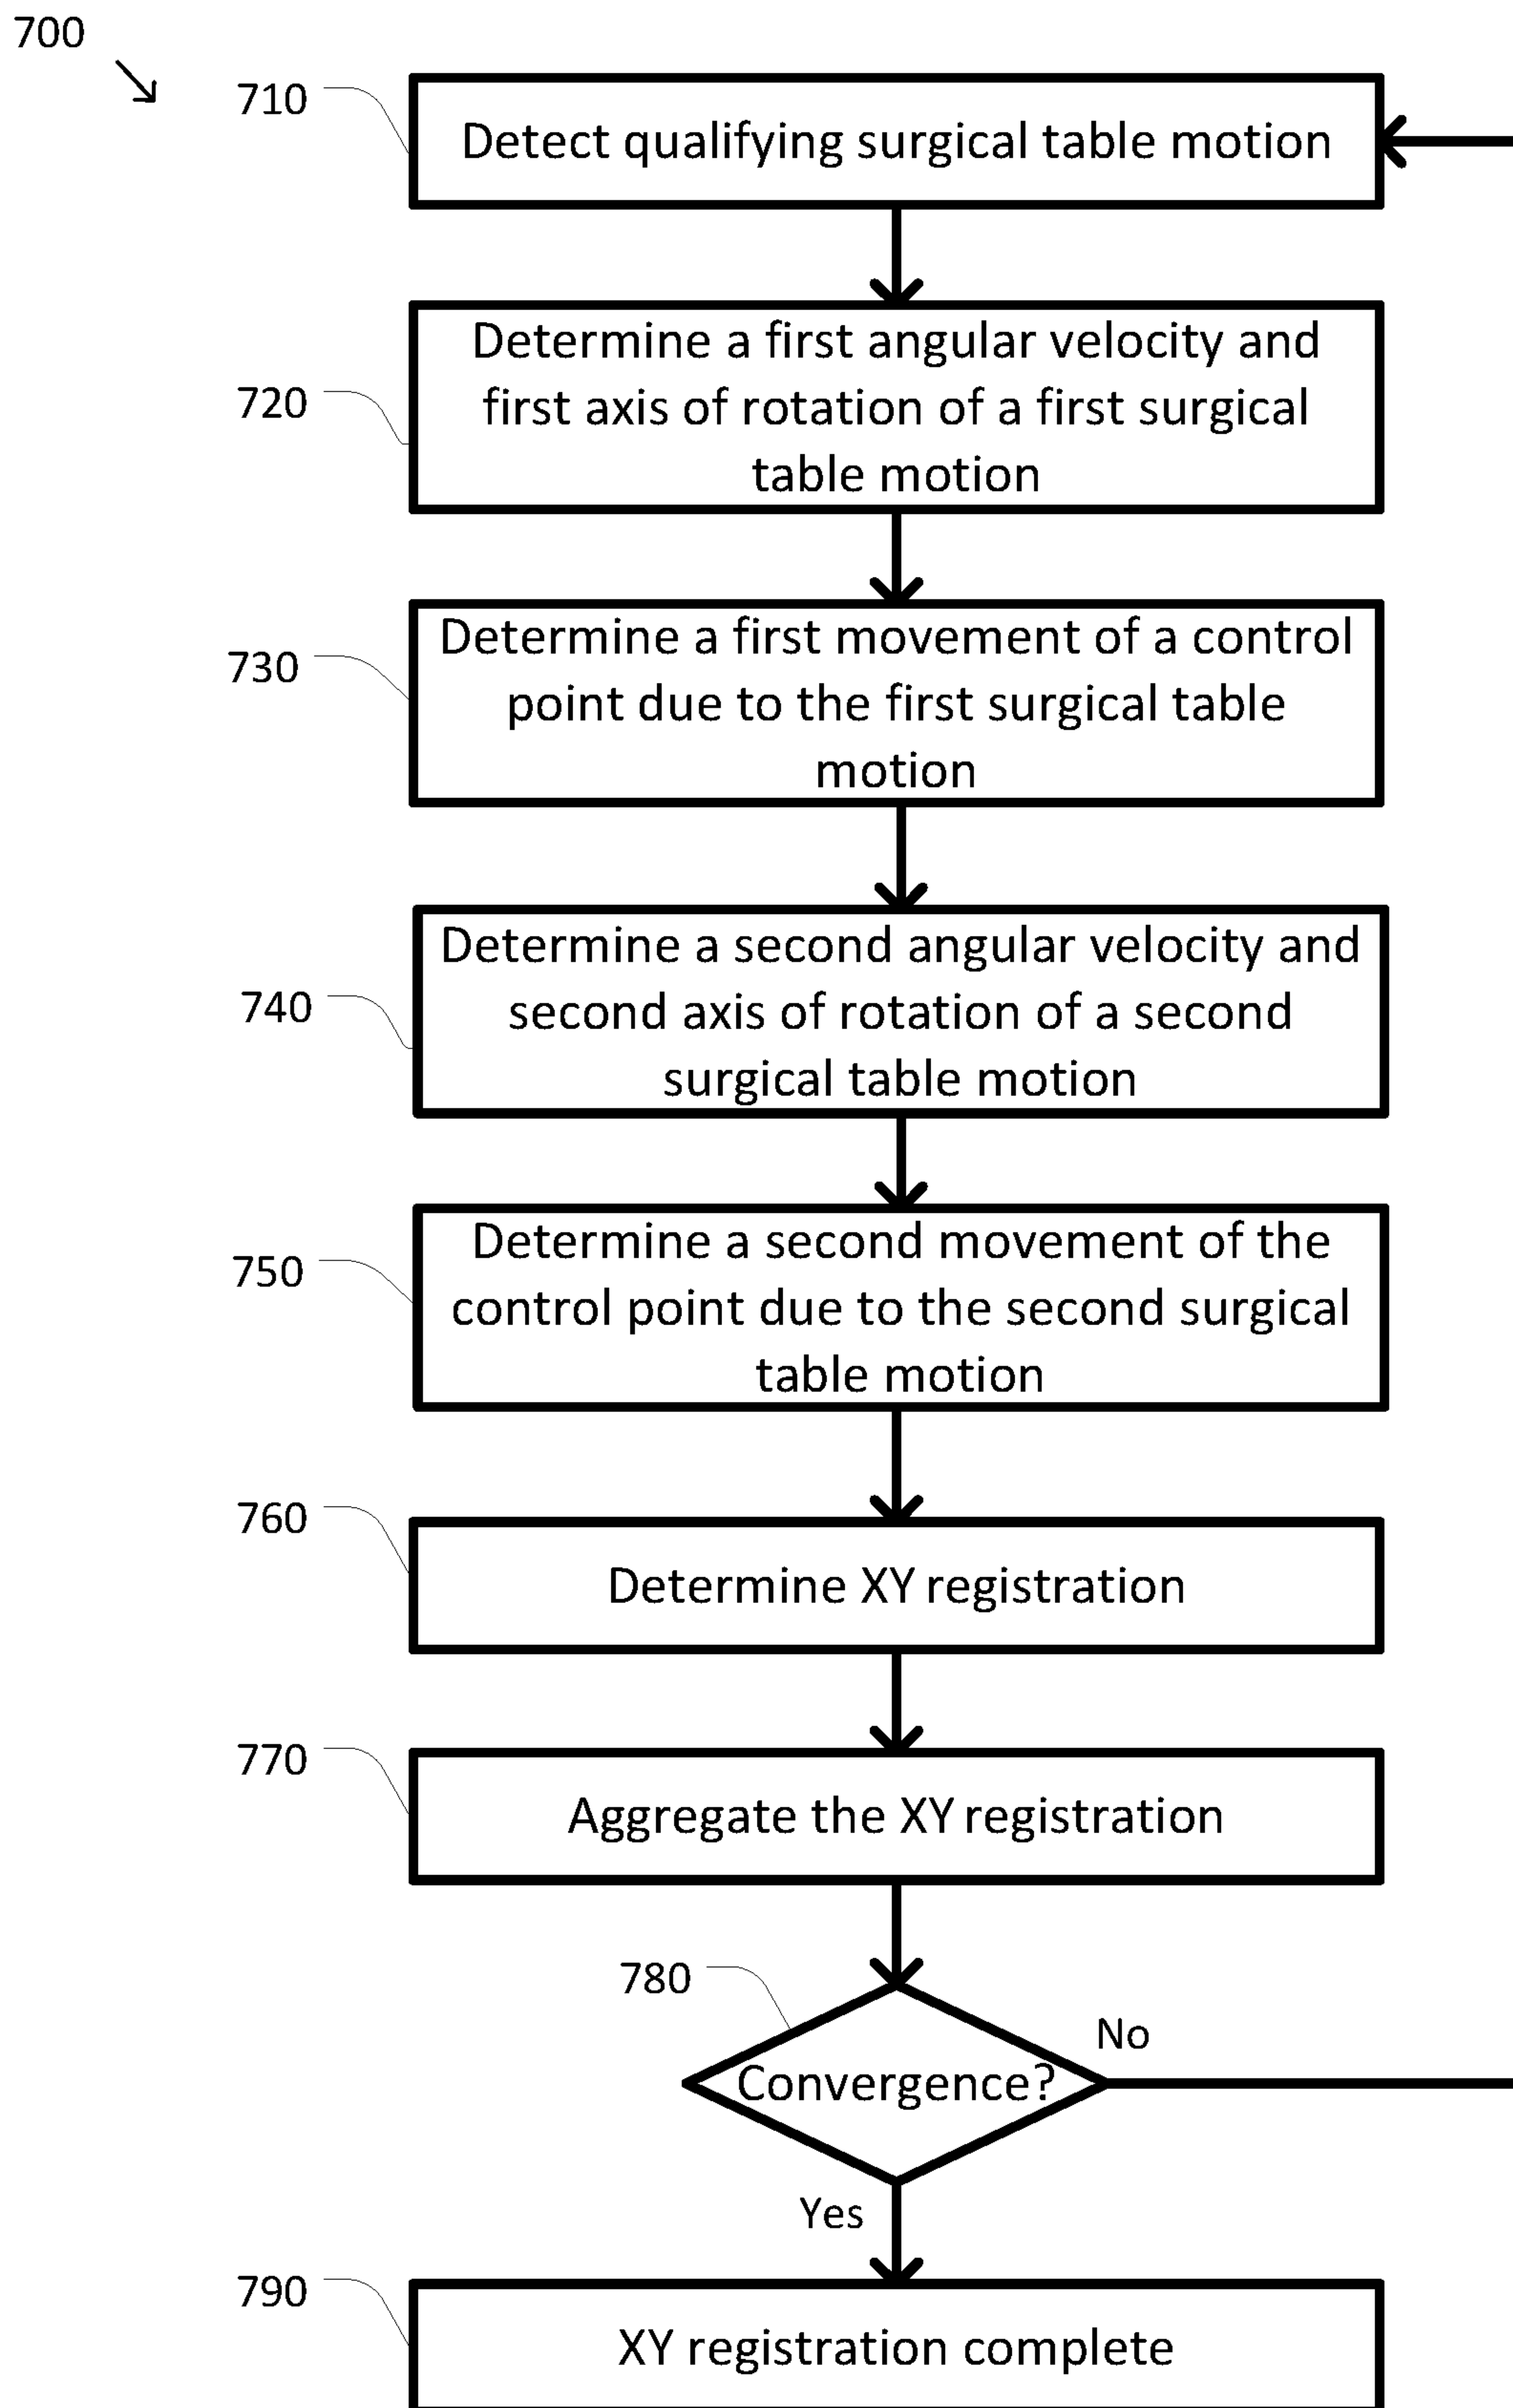 700
710
Detect qualifying surgical table motion
720
Determine a first angular velocity and
first axis of rotation of a first surgical
table motion
730
Determine a first movement of a control
point due to the first surgical table
motion
740
Determine a second angular velocity and
second axis of rotation of a second
surgical table motion
750
Determine a second movement of the
control point due to the second surgical
table motion
760
Determine XY registration
770
Aggregate the XY registration
780
Convergence?
No
Yes
790
XY registration complete